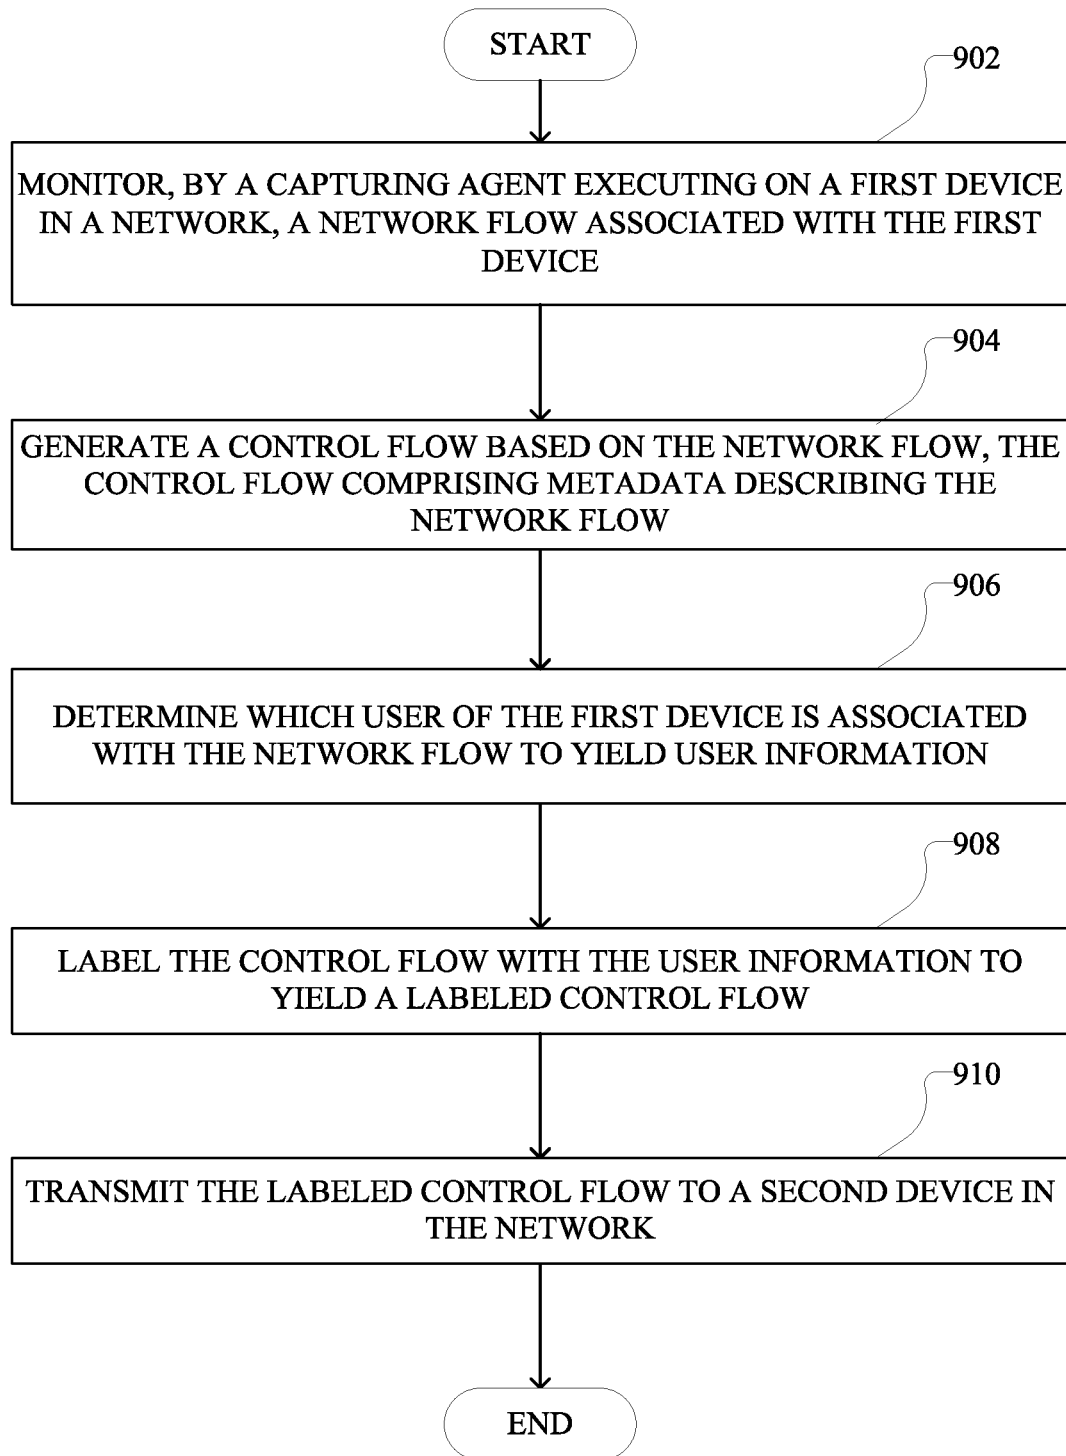 START
902
MONITOR, BY A CAPTURING AGENT EXECUTING ON A FIRST DEVICE
IN A NETWORK, A NETWORK FLOW ASSOCIATED WITH THE FIRST
DEVICE
904
GENERATE A CONTROL FLOW BASED ON THE NETWORK FLOW, THE
CONTROL FLOW COMPRISING METADATA DESCRIBING THE
NETWORK FLOW
906
DETERMINE WHICH USER OF THE FIRST DEVICE IS ASSOCIATED
WITH THE NETWORK FLOW TO YIELD USER INFORMATION
908
LABEL THE CONTROL FLOW WITH THE USER INFORMATION TO
YIELD A LABELED CONTROL FLOW
910
TRANSMIT THE LABELED CONTROL FLOW TO A SECOND DEVICE IN
THE NETWORK
END